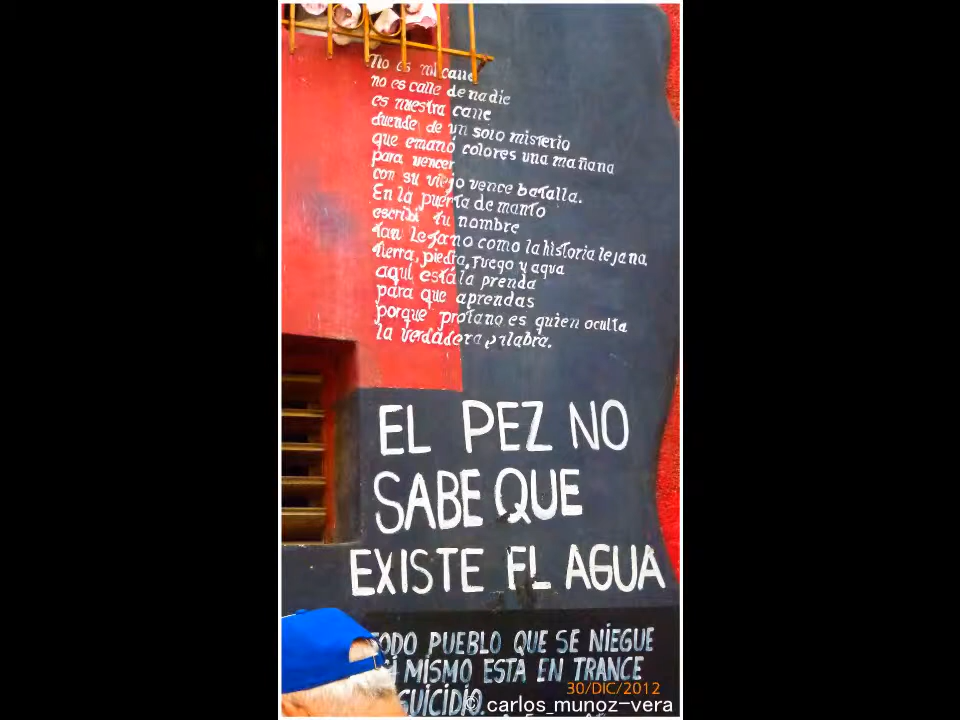 No es mi calle
no es calle de nadie
es nuestra calle
duende de un solo misterio
que emanó colores una mañana
para vencer
con su viejo vence batalla.
En la puerta de manto
escribí tu nombre
Tan Lejano como la historia lejana,
Tierra, piedra, fuego y agua
aquí está la prenda
para que aprendas
porque profano es quien oculta
la verdadera palabra.
EL PEZ NO
SABE QUE
EXISTE EL AGUA
TODO PUEBLO QUE SE NIEGUE
A SÍ MISMO ESTÁ EN TRANCE
SUICIDIO.
30/DIC/2012
© carlos_munoz-vera